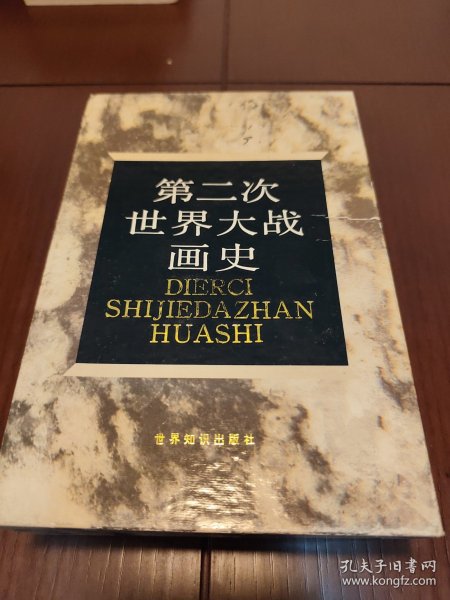 第二次
世界大战
画史
DIERCI
SHIJIEDAZHAN
HUASHI
世界知识出版社
孔夫子旧书网
www.kongfz.com